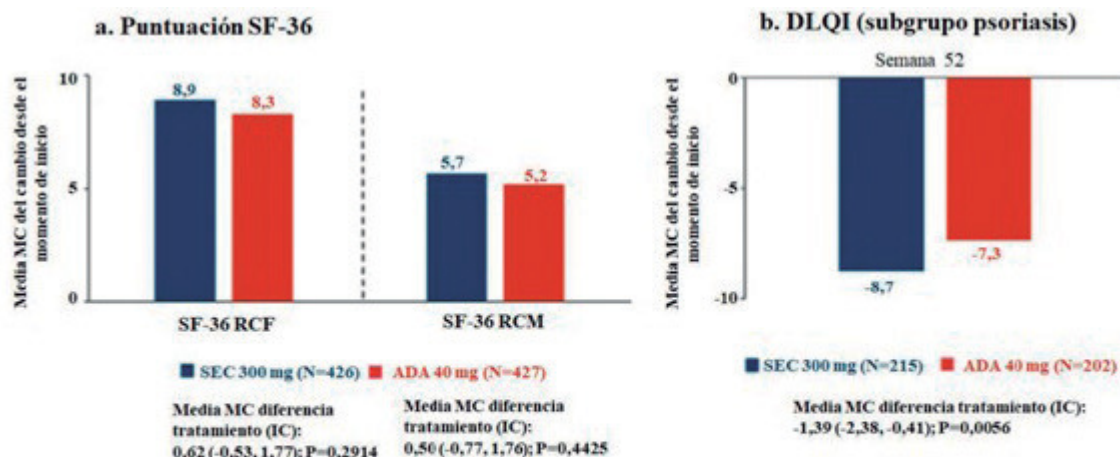 a. Puntuación SF-36
Media MC del cambio desde el
momento de inicio
10
5
0
8,9
8,3
5,7
5,2
SF-36 RCF
SF-36 RCM
SEC 300 mg (N=426)
ADA 40 mg (N=427)
Media MC diferencia
tratamiento (IC):
0,62 (-0,53, 1,77); P=0,2914
Media MC diferencia
tratamiento (IC):
0,50 (-0,77, 1,76); P=0,4425
b. DLQI (subgrupo psoriasis)
Semana 52
Media MC del cambio desde el
momento de inicio
0
-5
-10
-8,7
-7,3
SEC 300 mg (N=215)
ADA 40 mg (N=202)
Media MC diferencia tratamiento (IC):
-1,39 (-2,38, -0,41); P=0,0056